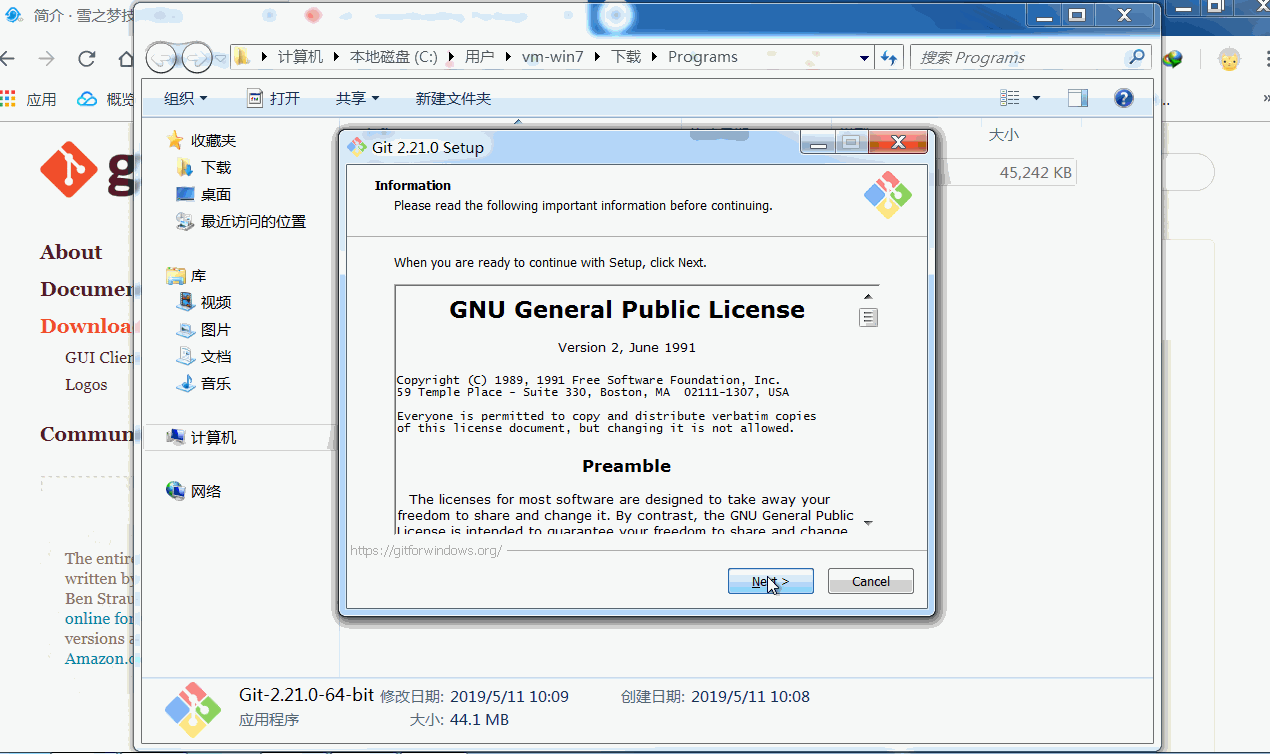 简介 · 雪之梦技
计算机 本地磁盘 (C:) 用户 vm-win7 下载 Programs
搜索 Programs
应用
概览
组织 打开 共享 新建文件夹
g
About
Documen
Downloa
GUI Clien
Logos
Commun
The entire
written by
Ben Strau
online for
versions a
Amazon.c
收藏夹
下载
桌面
最近访问的位置
库
视频
图片
文档
音乐
计算机
网络
大小
45,242 KB
Git 2.21.0 Setup
Information
Please read the following important information before continuing.
When you are ready to continue with Setup, click Next.
GNU General Public License
Version 2, June 1991
Copyright (C) 1989, 1991 Free Software Foundation, Inc.
59 Temple Place - Suite 330, Boston, MA  02111-1307, USA
Everyone is permitted to copy and distribute verbatim copies
of this license document, but changing it is not allowed.
Preamble
The licenses for most software are designed to take away your
freedom to share and change it. By contrast, the GNU General Public
License is intended to guarantee your freedom to share and change
https://gitforwindows.org/
Next >
Cancel
Git-2.21.0-64-bit 修改日期: 2019/5/11 10:09 创建日期: 2019/5/11 10:08
应用程序 大小: 44.1 MB